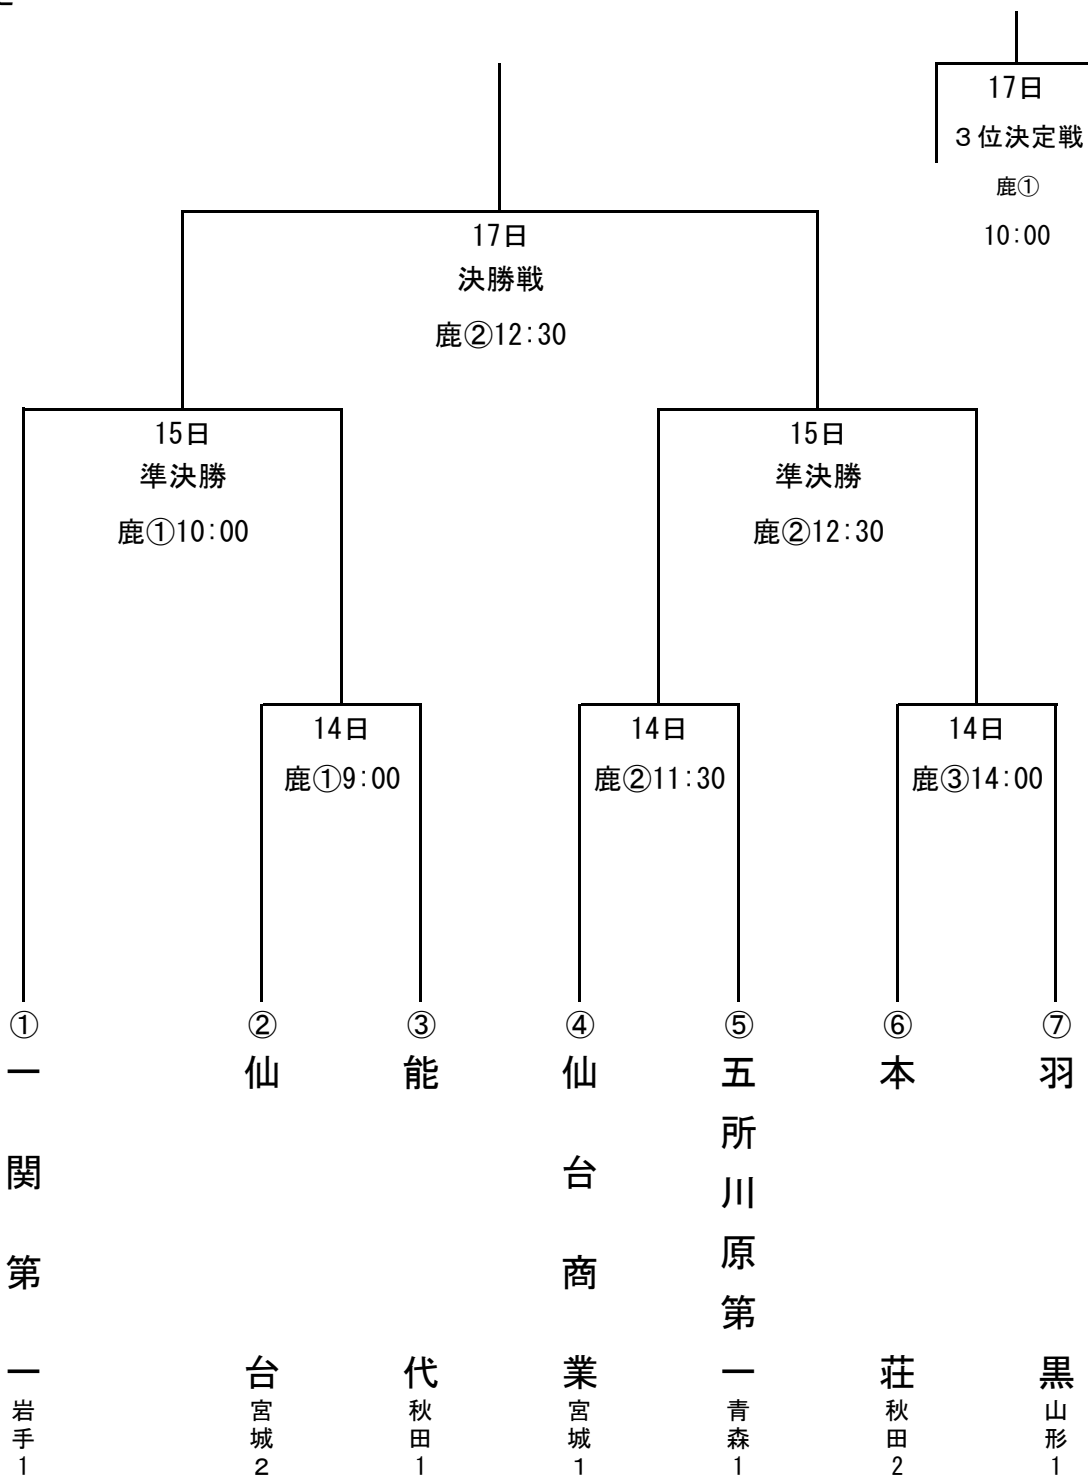 17日
３位決定戦
鹿①
10:00
17日
決勝戦
鹿②12:30
15日
準決勝
鹿①10:00
15日
準決勝
鹿②12:30
14日
鹿①9:00
14日
鹿②11:30
14日
鹿③14:00
①
一関第一
岩手1
②
仙台
宮城２
③
能代
秋田1
④
仙台商業
宮城１
⑤
五所川原第一
青森1
⑥
本荘
秋田2
⑦
羽黒
山形1